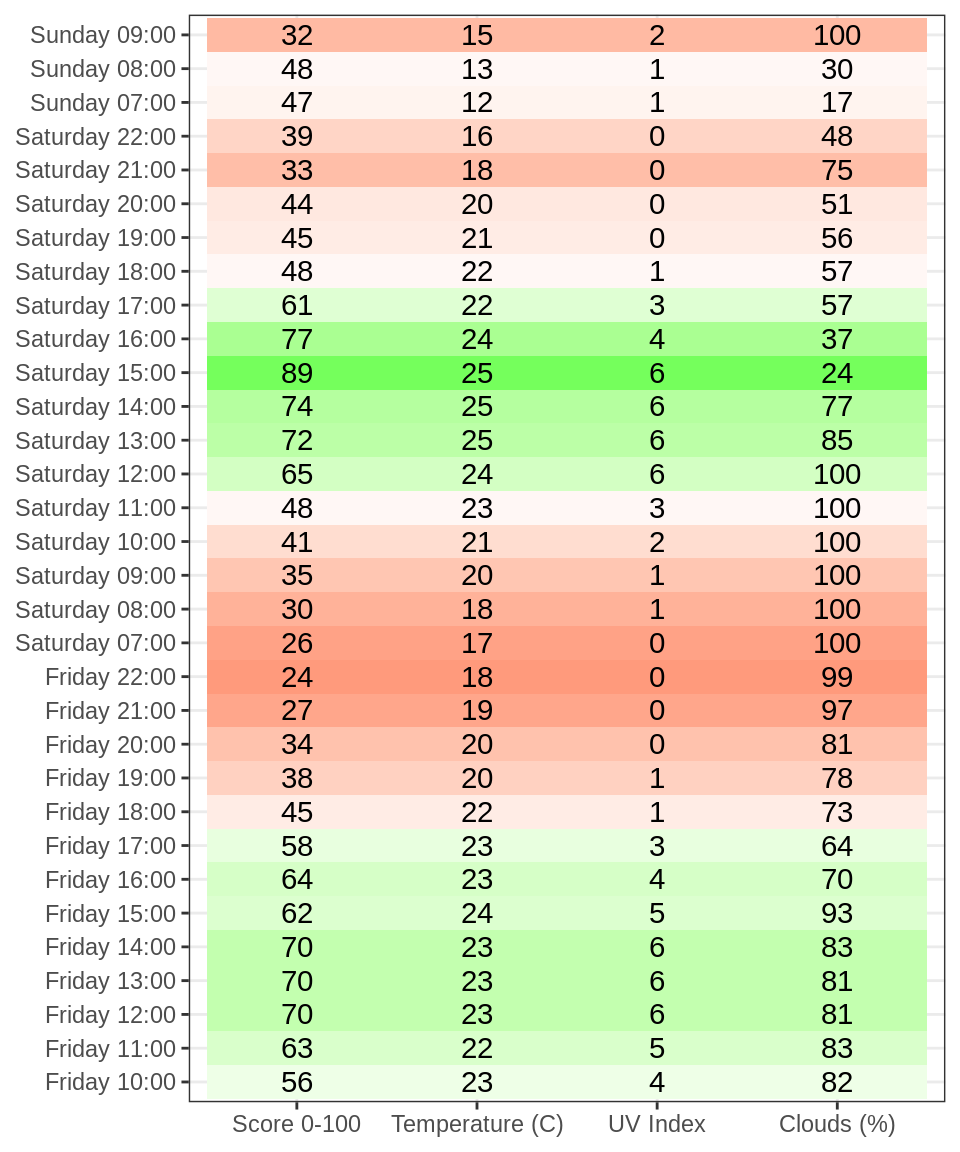 Sunday 09:00 32 15 2 100
Sunday 08:00 48 13 1 30
Sunday 07:00 47 12 1 17
Saturday 22:00 39 16 0 48
Saturday 21:00 33 18 0 75
Saturday 20:00 44 20 0 51
Saturday 19:00 45 21 0 56
Saturday 18:00 48 22 1 57
Saturday 17:00 61 22 3 57
Saturday 16:00 77 24 4 37
Saturday 15:00 89 25 6 24
Saturday 14:00 74 25 6 77
Saturday 13:00 72 25 6 85
Saturday 12:00 65 24 6 100
Saturday 11:00 48 23 3 100
Saturday 10:00 41 21 2 100
Saturday 09:00 35 20 1 100
Saturday 08:00 30 18 1 100
Saturday 07:00 26 17 0 100
Friday 22:00 24 18 0 99
Friday 21:00 27 19 0 97
Friday 20:00 34 20 0 81
Friday 19:00 38 20 1 78
Friday 18:00 45 22 1 73
Friday 17:00 58 23 3 64
Friday 16:00 64 23 4 70
Friday 15:00 62 24 5 93
Friday 14:00 70 23 6 83
Friday 13:00 70 23 6 81
Friday 12:00 70 23 6 81
Friday 11:00 63 22 5 83
Friday 10:00 56 23 4 82
Score 0-100 Temperature (C) UV Index Clouds (%)